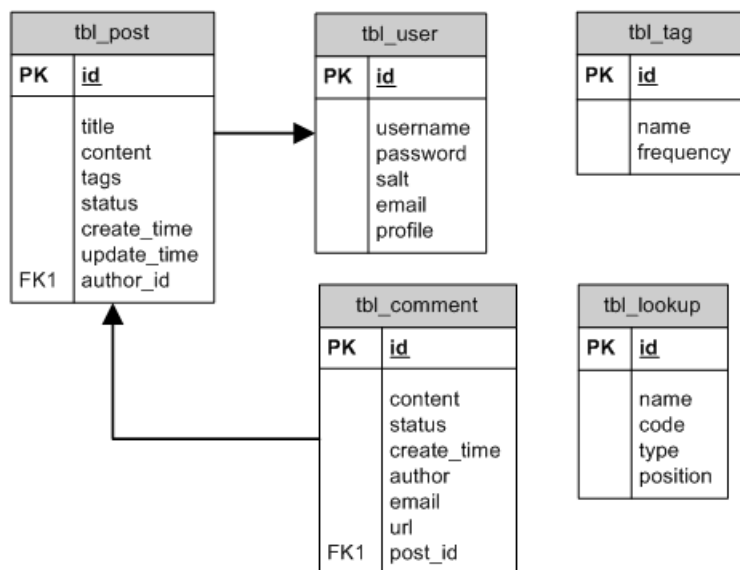 tbl_post
PK id
title
content
tags
status
create_time
update_time
FK1 author_id
tbl_user
PK id
username
password
salt
email
profile
tbl_tag
PK id
name
frequency
tbl_comment
PK id
content
status
create_time
author
email
url
FK1 post_id
tbl_lookup
PK id
name
code
type
position